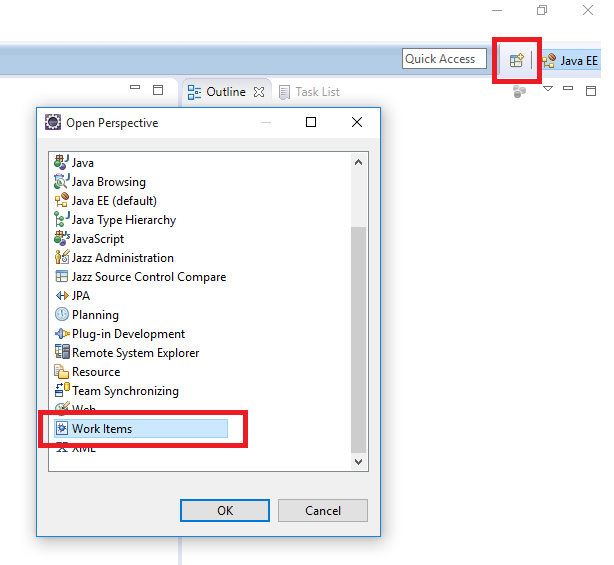 Quick Access
Java EE
Outline
Task List
Open Perspective
Java
Java Browsing
Java EE (default)
Java Type Hierarchy
JavaScript
Jazz Administration
Jazz Source Control Compare
JPA
Planning
Plug-in Development
Remote System Explorer
Resource
Team Synchronizing
Web
Work Items
XML
OK
Cancel